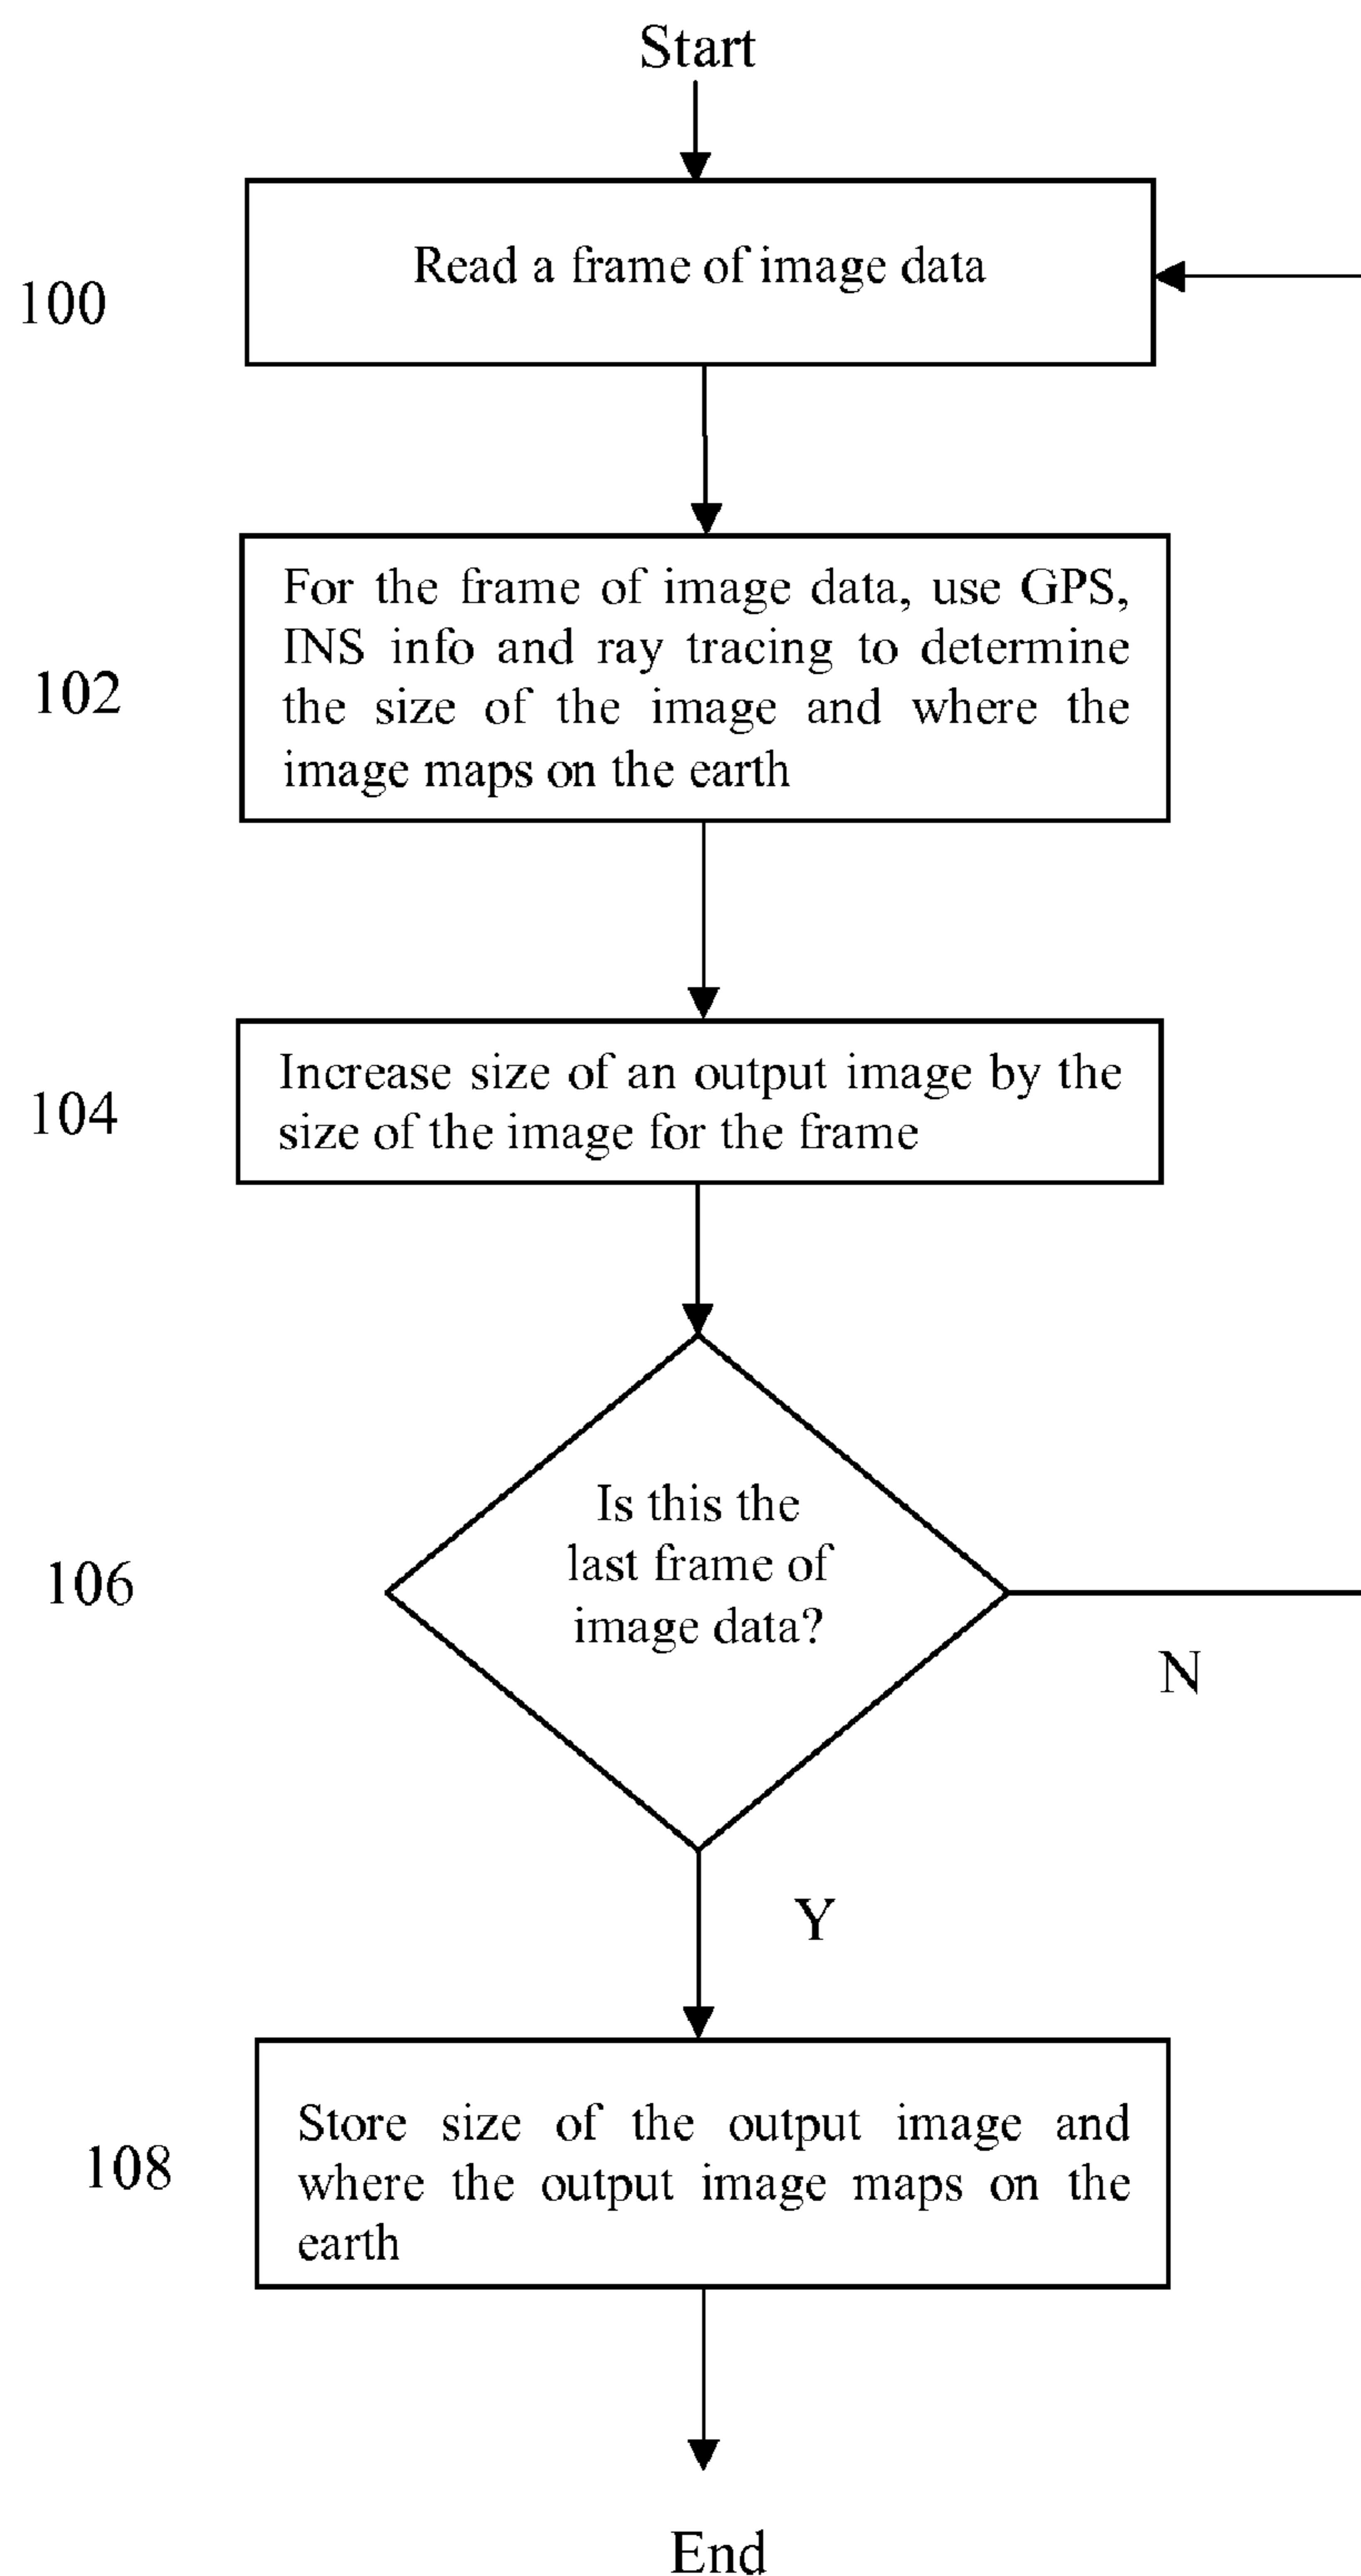 Start
Read a frame of image data
100
For the frame of image data, use GPS,
INS info and ray tracing to determine
the size of the image and where the
image maps on the earth
102
Increase size of an output image by the
size of the image for the frame
104
Is this the
last frame of
image data?
106
N
Y
Store size of the output image and
where the output image maps on the
earth
108
End